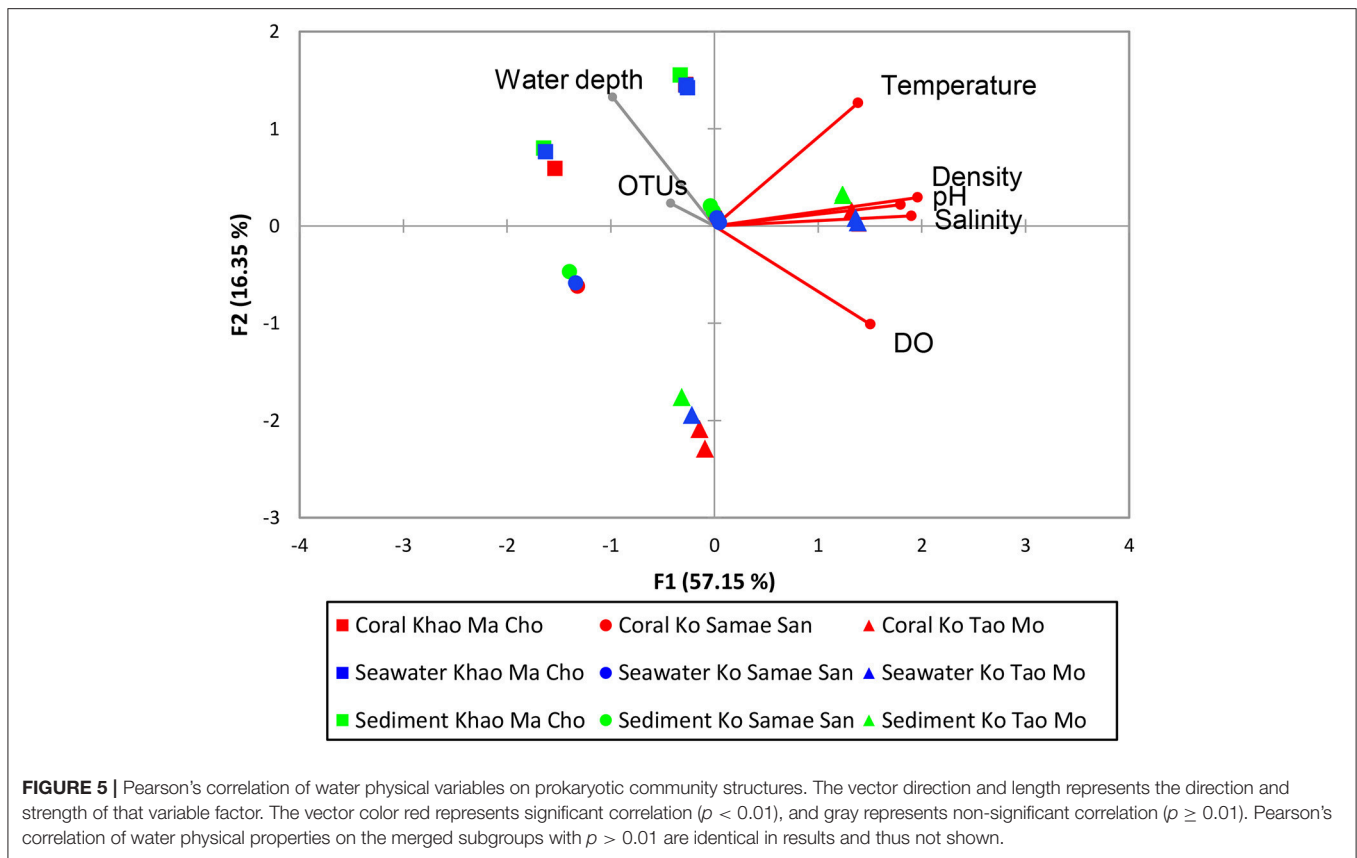 2
Water depth
Temperature
1
Density
OTUs
pH
0
Salinity
F2 (16.35 %)
-1
DO
-2
-3
-4 -3 -2 -1 0 1 2 3 4
F1 (57.15 %)
Coral Khao Ma Cho Coral Ko Samae San Coral Ko Tao Mo
Seawater Khao Ma Cho Seawater Ko Samae San Seawater Ko Tao Mo
Sediment Khao Ma Cho Sediment Ko Samae San Sediment Ko Tao Mo
FIGURE 5 | Pearson's correlation of water physical variables on prokaryotic community structures. The vector direction and length represents the direction and
strength of that variable factor. The vector color red represents significant correlation (p < 0.01), and gray represents non-significant correlation (p ≥ 0.01). Pearson's
correlation of water physical properties on the merged subgroups with p > 0.01 are identical in results and thus not shown.